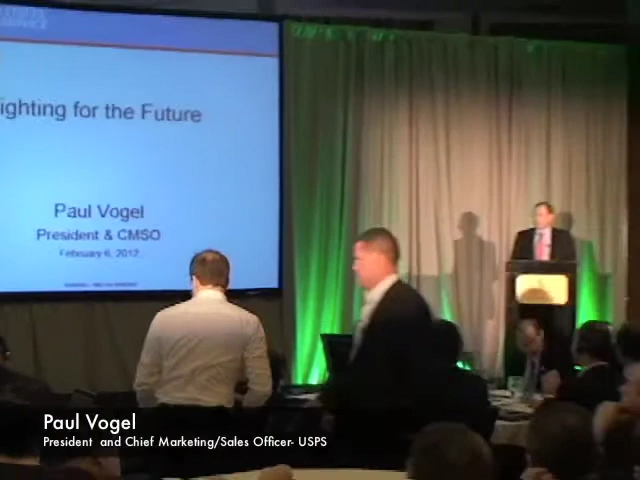 ighting for the Future
Paul Vogel
President & CMSO
February 6, 2012
Paul Vogel
President and Chief Marketing/Sales Officer- USPS